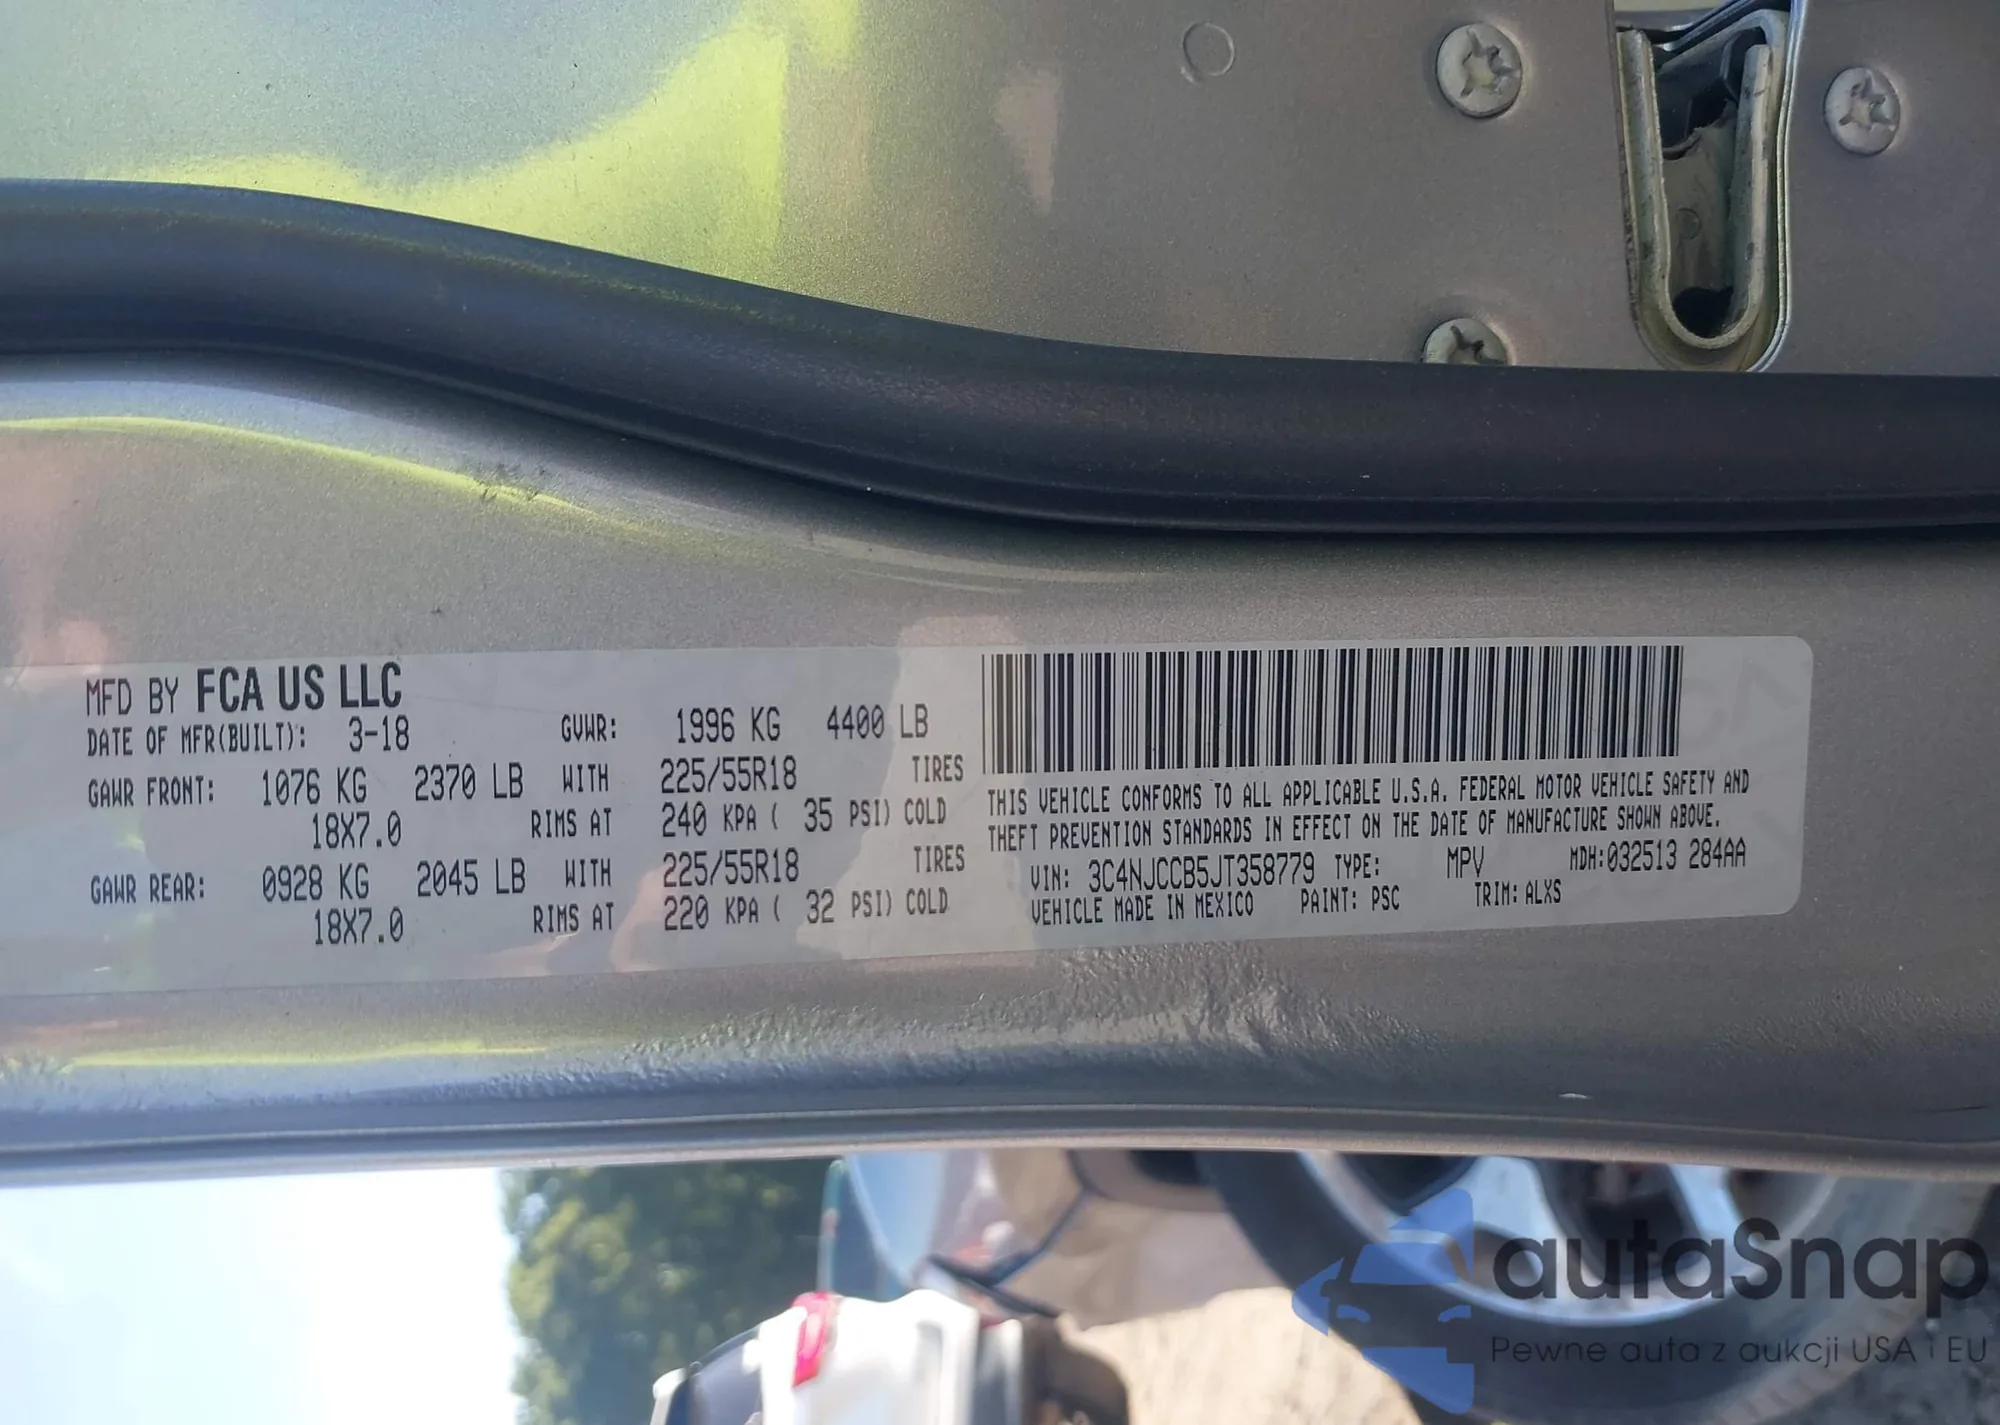 MFD BY FCA US LLC
DATE OF MFR(BUILT): 3-18 GVWR: 1996 KG 4400 LB
GAWR FRONT: 1076 KG 2370 LB WITH 225/55R18 TIRES
18X7.0 RIMS AT 240 KPA ( 35 PSI) COLD
GAWR REAR: 0928 KG 2045 LB WITH 225/55R18 TIRES
18X7.0 RIMS AT 220 KPA ( 32 PSI) COLD
THIS VEHICLE CONFORMS TO ALL APPLICABLE U.S.A. FEDERAL MOTOR VEHICLE SAFETY AND
THEFT PREVENTION STANDARDS IN EFFECT ON THE DATE OF MANUFACTURE SHOWN ABOVE.
VIN: 3C4NJCCB5JT358779 TYPE: MPV MDH:032513 284AA
VEHICLE MADE IN MEXICO PAINT: PSC TRIM: ALXS
autaSnap
Pewne auta z aukcji USA i EU